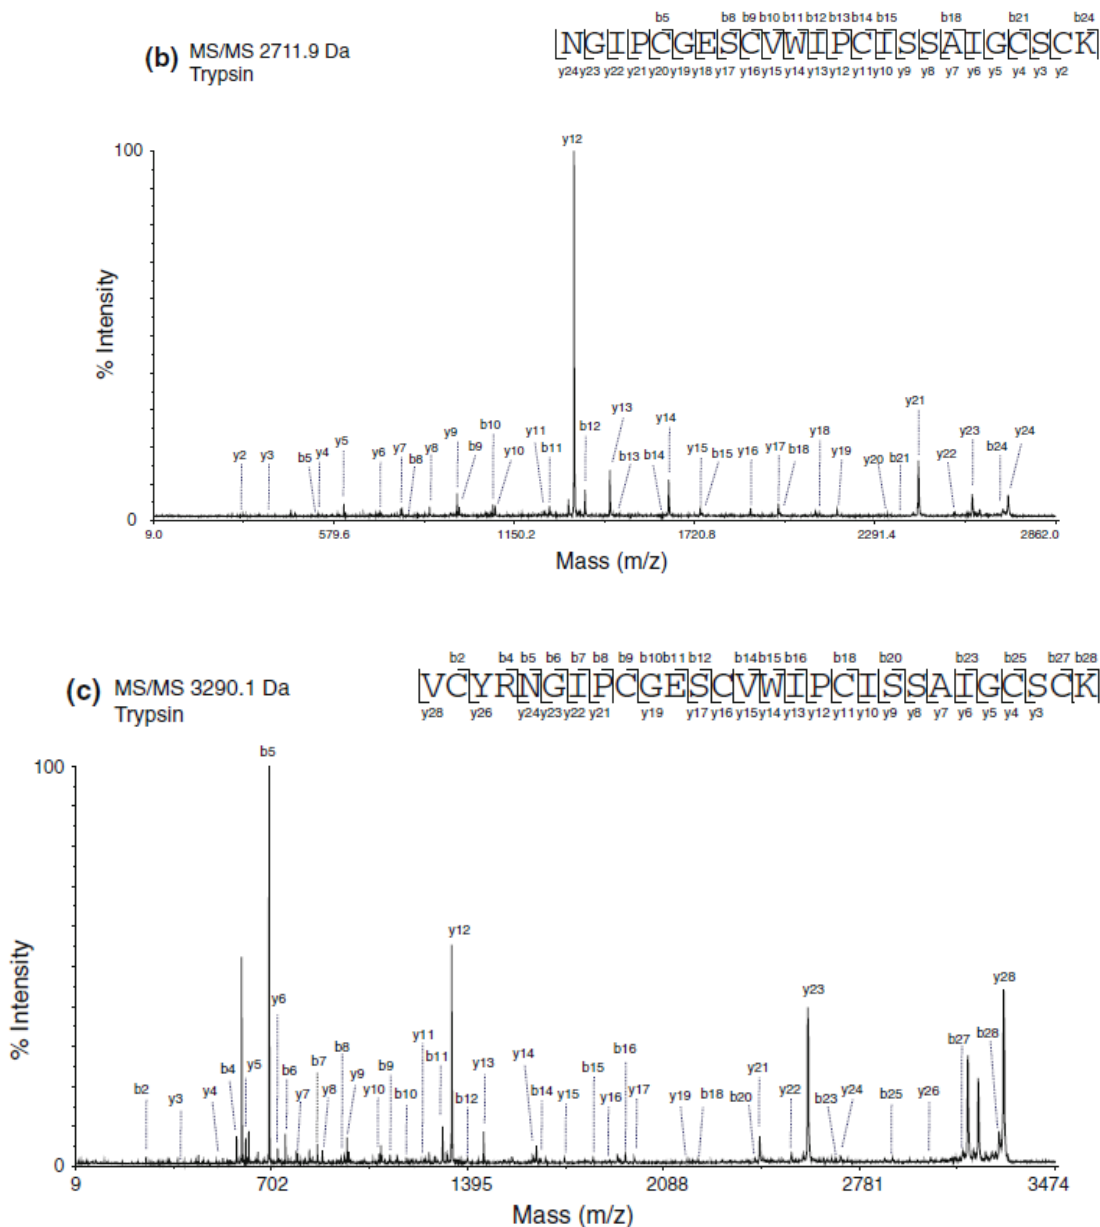 b5 b8 b9 b10 b11 b12 b13 b14 b15 b18 b21 b24
(b) MS/MS 2711.9 Da NGIPCGESCVWIPCISSAIGCSCK
Trypsin y24 y23 y22 y21 y20 y19 y18 y17 y16 y15 y14 y13 y12 y11 y10 y9 y8 y7 y6 y5 y4 y3 y2
y12
100
% Intensity
y21
y13 y14
b12
y23 y24
b10 y18
y5 y9 y11 y17 b24
y2 y3 y4 y6 y7 y8 b9 b11 y15 y16 y19
b5 b8 y10 b13 b14 b15 b18 y20 b21 y22
0
9.0 579.6 1150.2 1720.8 2291.4 2862.0
Mass (m/z)
b2 b4 b5 b6 b7 b8 b9 b10 b11 b12 b14 b15 b16 b18 b20 b23 b25 b27 b28
(c) MS/MS 3290.1 Da VCYRNGIPCGESCVWIPCISSAIGCSCK
Trypsin y28 y26 y24 y23 y22 y21 y19 y17 y16 y15 y14 y13 y12 y11 y10 y9 y8 y7 y6 y5 y4 y3
b5
100
y12
y28
y23
% Intensity
y6
y11
b8 b16 b27 b28
b4 y5 b7 b9 b11 y13 y14 b15 y21
b2 b6 y9
y3 y4 y7 y8 y10 b10 b12 b14 y15 y16 y17 y19 b18 b20 y22 b23 y24 b25 y26
0
9 702 1395 2088 2781 3474
Mass (m/z)